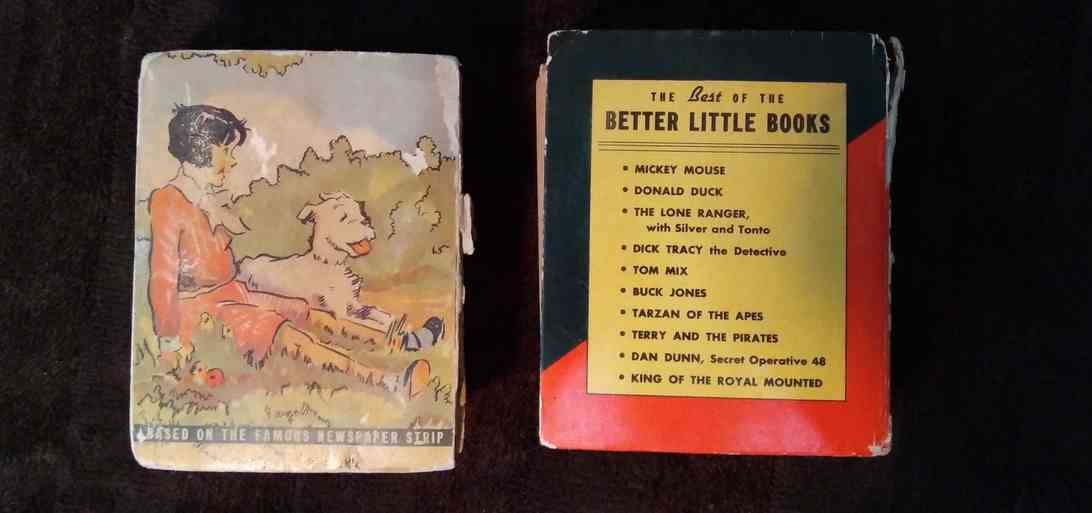 BASED ON THE FAMOUS NEWSPAPER STRIP
THE Best OF THE
BETTER LITTLE BOOKS
• MICKEY MOUSE
• DONALD DUCK
• THE LONE RANGER,
with Silver and Tonto
• DICK TRACY the Detective
• TOM MIX
• BUCK JONES
• TARZAN OF THE APES
• TERRY AND THE PIRATES
• DAN DUNN, Secret Operative 48
• KING OF THE ROYAL MOUNTED